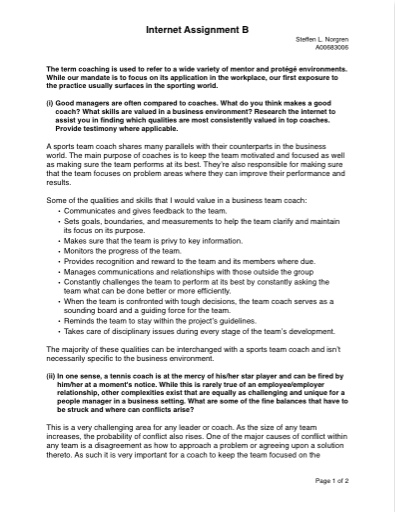 Internet Assignment B
Steffen L. Norgren
A00683006
The term coaching is used to refer to a wide variety of mentor and protégé environments.
While our mandate is to focus on its application in the workplace, our first exposure to
the practice usually surfaces in the sporting world.
(i) Good managers are often compared to coaches. What do you think makes a good
coach? What skills are valued in a business environment? Research the internet to
assist you in finding which qualities are most consistently valued in top coaches.
Provide testimony where applicable.
A sports team coach shares many parallels with their counterparts in the business
world. The main purpose of coaches is to keep the team motivated and focused as well
as making sure the team performs at its best. They're also responsible for making sure
that the team focuses on problem areas where they can improve their performance and
results.
Some of the qualities and skills that I would value in a business team coach:
• Communicates and gives feedback to the team.
• Sets goals, boundaries, and measurements to help the team clarify and maintain
its focus on its purpose.
• Makes sure that the team is privy to key information.
• Monitors the progress of the team.
• Provides recognition and reward to the team and its members where due.
• Manages communications and relationships with those outside the group
• Constantly challenges the team to perform at its best by constantly asking the
team what can be done better or more efficiently.
• When the team is confronted with tough decisions, the team coach serves as a
sounding board and a guiding force for the team.
• Reminds the team to stay within the project's guidelines.
• Takes care of disciplinary issues during every stage of the team's development.
The majority of these qualities can be interchanged with a sports team coach and isn't
necessarily specific to the business environment.
(ii) In one sense, a tennis coach is at the mercy of his/her star player and can be fired by
him/her at a moment's notice. While this is rarely true of an employee/employer
relationship, other complexities exist that are equally as challenging and unique for a
people manager in a business setting. What are some of the fine balances that have to
be struck and where can conflicts arise?
This is a very challenging area for any leader or coach. As the size of any team
increases, the probability of conflict also rises. One of the major causes of conflict within
any team is a disagreement as how to approach a problem or agreeing upon a solution
thereto. As such it is very important for a coach to keep the team focused on the
Page 1 of 2